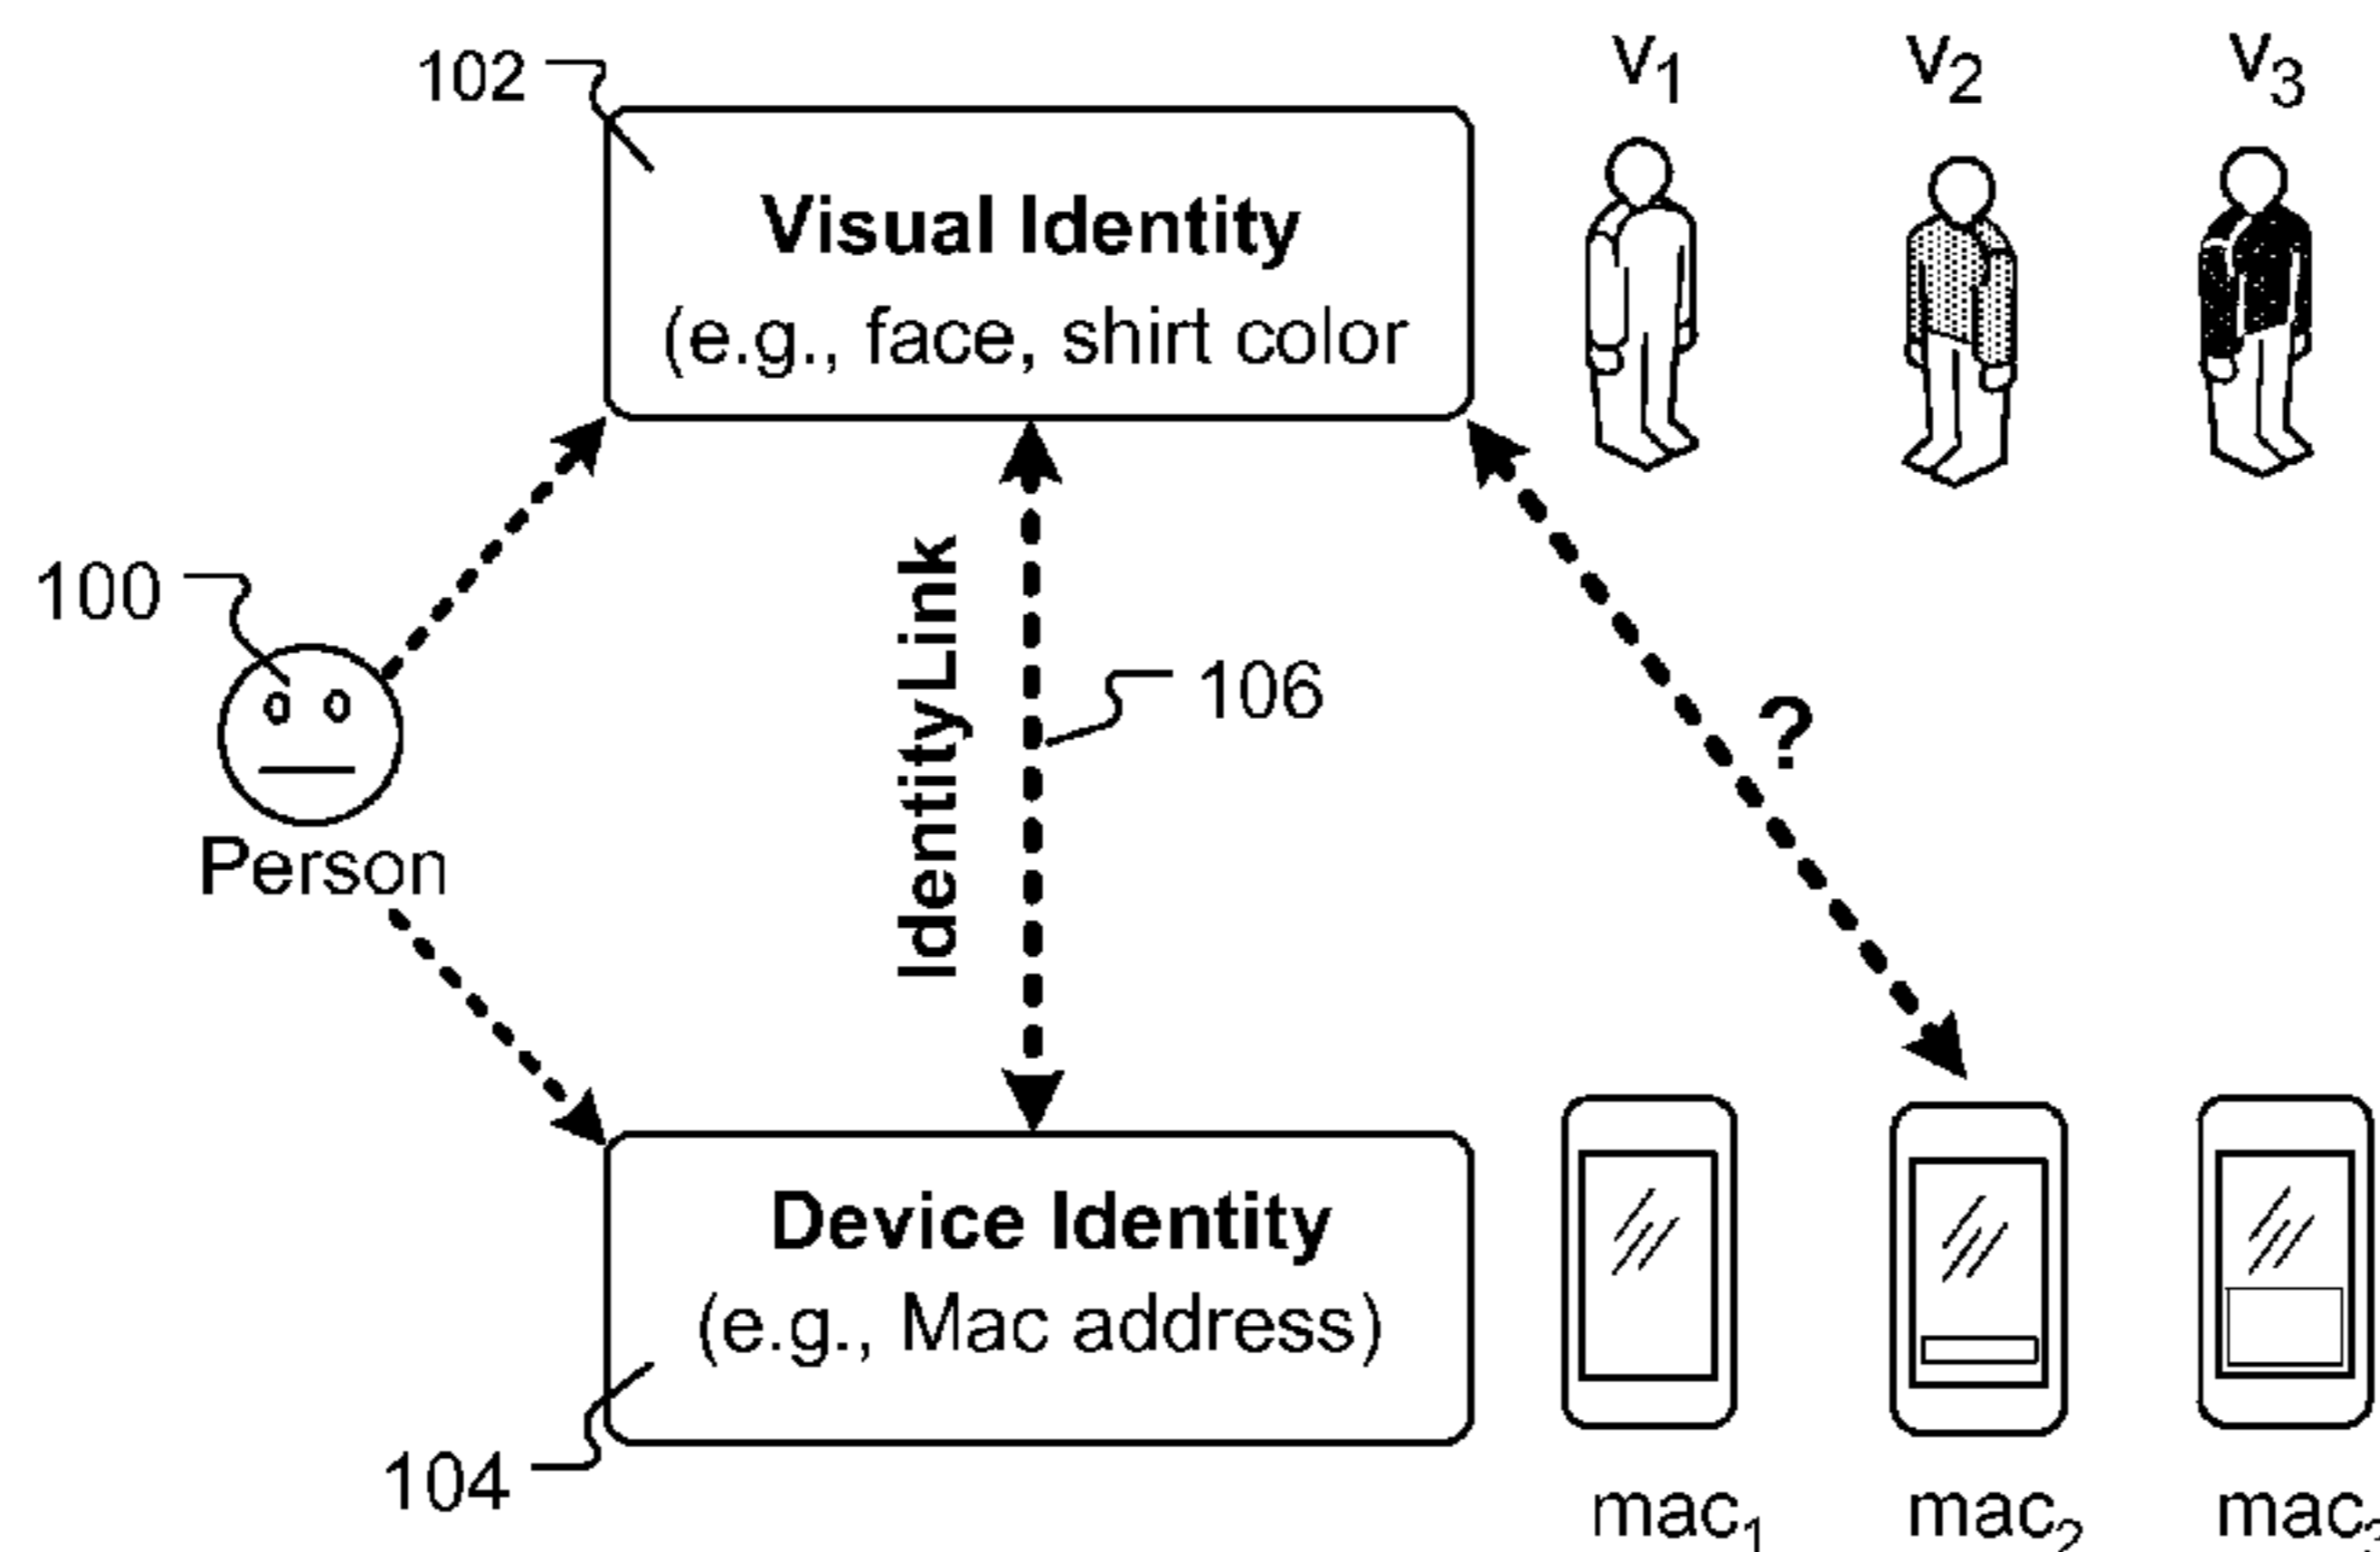 102
v1
v2
v3
Visual Identity
(e.g., face, shirt color
100
Person
IdentityLink
106
?
Device Identity
(e.g., Mac address)
104
mac1
mac2
mac